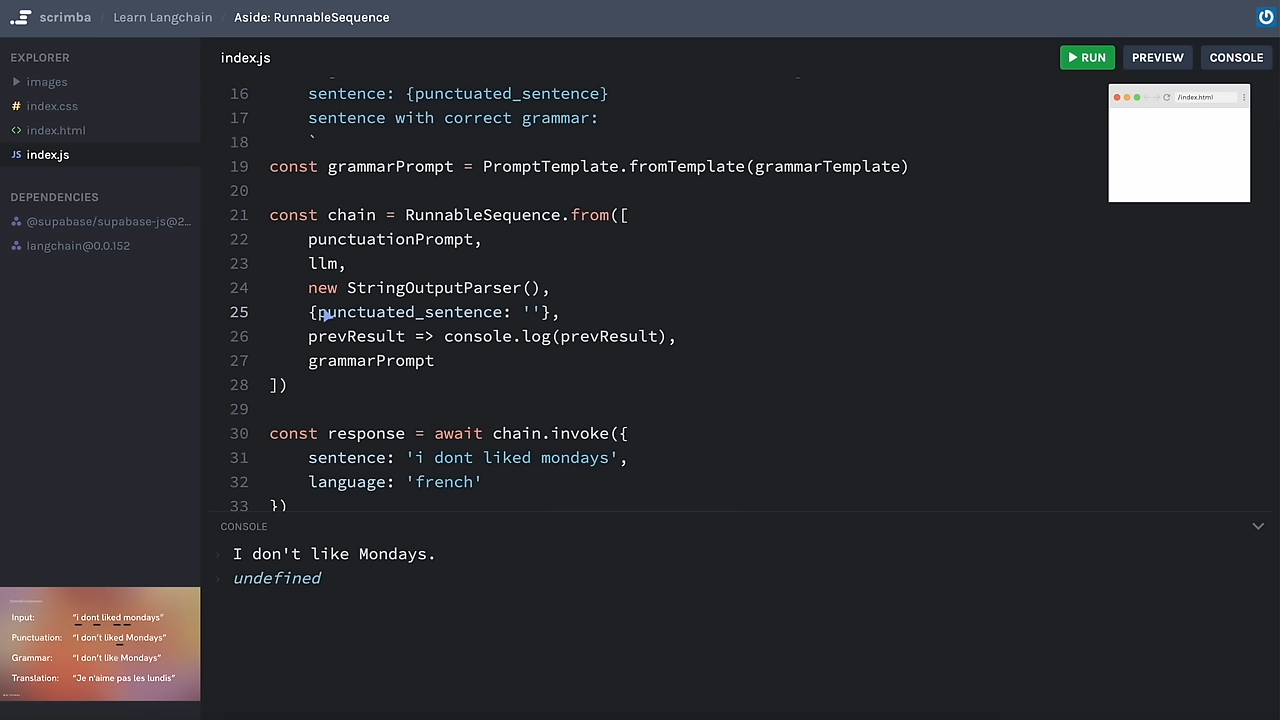 scrimba / Learn Langchain / Aside: RunnableSequence
EXPLORER
images
index.css
index.html
index.js
DEPENDENCIES
@supabase/supabase-js@2...
langchain@0.0.152
index.js
RUN
PREVIEW
CONSOLE
/index.html
16 sentence: {punctuated_sentence}
17 sentence with correct grammar:
18 `
19 const grammarPrompt = PromptTemplate.fromTemplate(grammarTemplate)
20
21 const chain = RunnableSequence.from([
22 punctuationPrompt,
23 llm,
24 new StringOutputParser(),
25 {punctuated_sentence: ''},
26 prevResult => console.log(prevResult),
27 grammarPrompt
28 ])
29
30 const response = await chain.invoke({
31 sentence: 'i dont liked mondays',
32 language: 'french'
33 })
CONSOLE
I don't like Mondays.
undefined
Input: "i dont liked mondays"
Punctuation: "I don't liked Mondays"
Grammar: "I don't like Mondays"
Translation: "Je n'aime pas les lundis"